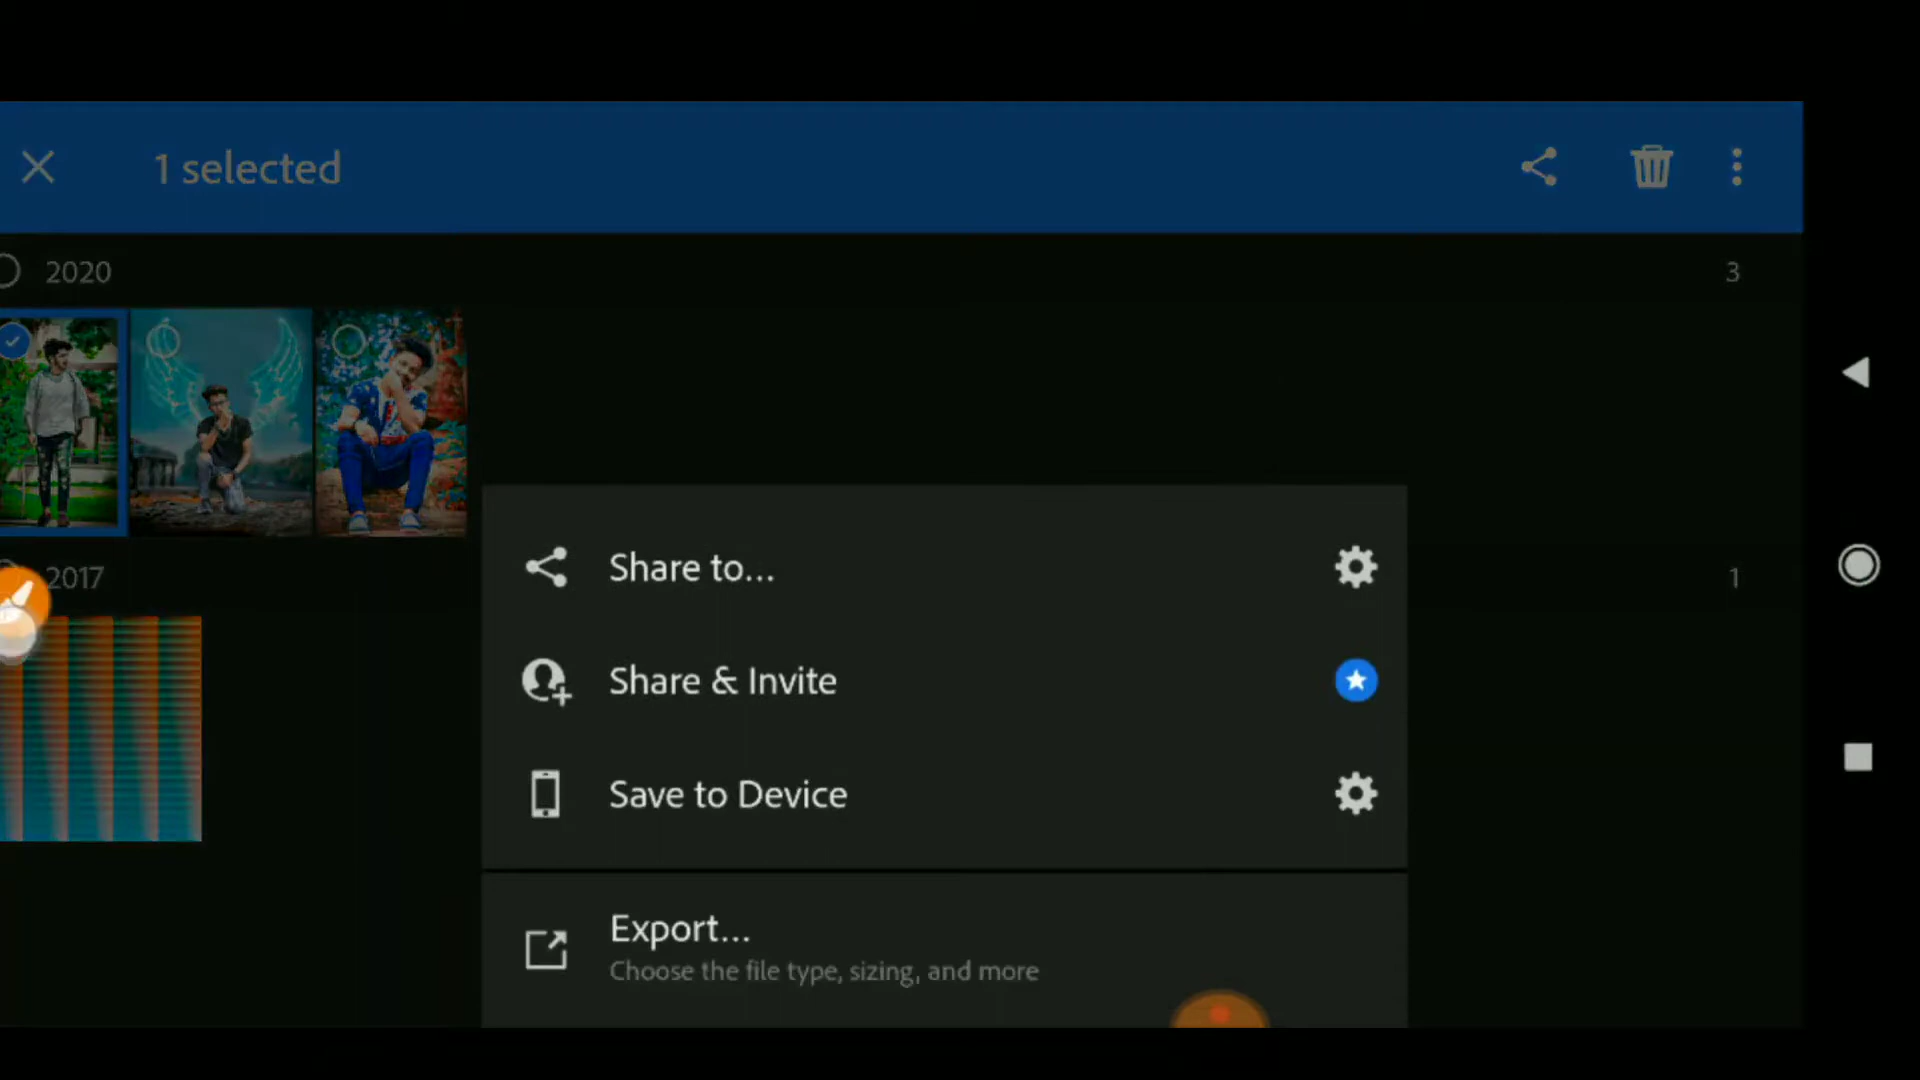 1 selected
2020
3
2017
1
Share to...
Share & Invite
Save to Device
Export...
Choose the file type, sizing, and more